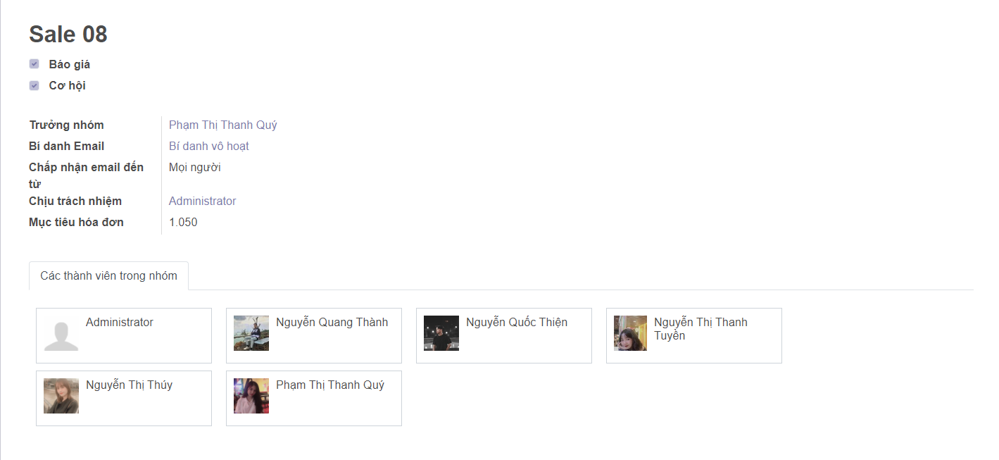 Sale 08
Báo giá
Cơ hội
Trưởng nhóm
Phạm Thị Thanh Quý
Bí danh Email
Bí danh vô hoạt
Chấp nhận email đến
từ
Mọi người
Chịu trách nhiệm
Administrator
Mục tiêu hóa đơn
1.050
Các thành viên trong nhóm
Administrator
Nguyễn Quang Thành
Nguyễn Quốc Thiện
Nguyễn Thị Thanh
Tuyền
Nguyễn Thị Thúy
Phạm Thị Thanh Quý